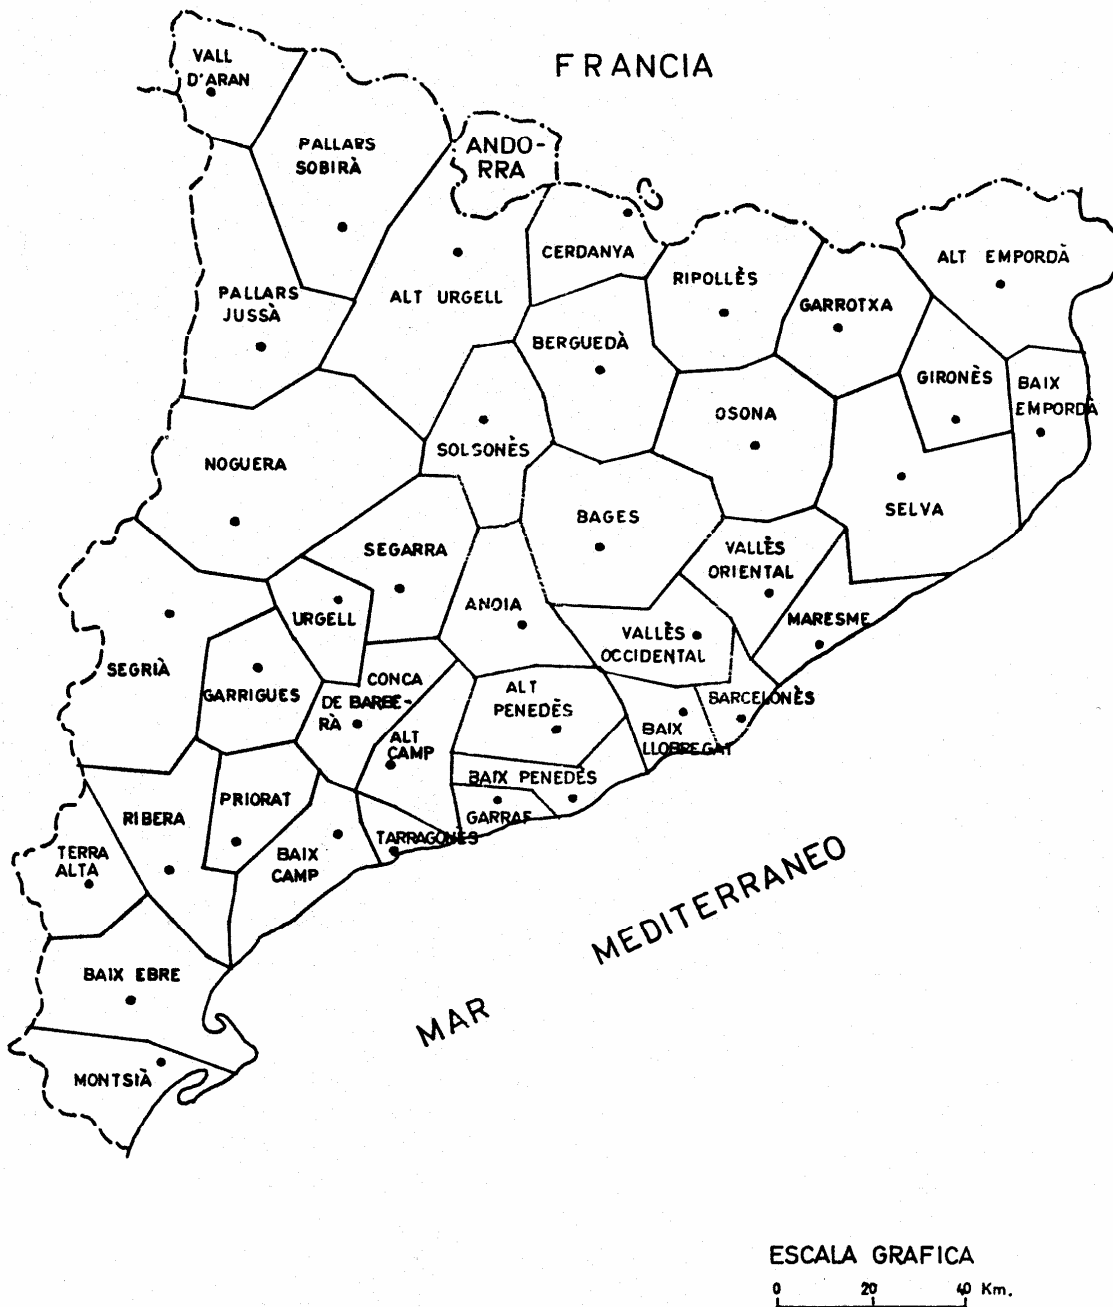 FRANCIA
VALL
D'ARAN
PALLARS
SOBIRÀ
ANDO-
RRA
CERDANYA
ALT EMPORDÀ
PALLARS
JUSSÀ
ALT URGELL
RIPOLLÈS
GARROTXA
BERGUEDÀ
GIRONÈS
BAIX
EMPORDÀ
NOGUERA
SOLSONÈS
OSONA
SELVA
BAGES
SEGARRA
VALLÈS
ORIENTAL
URGELL
ANOIA
MARESME
VALLÈS
OCCIDENTAL
SEGRIÀ
GARRIGUES
CONCA
DE BARBE-
RÀ
ALT
PENEDÈS
BARCELONÈS
ALT
CAMP
BAIX
LLOBREGAT
BAIX PENEDÈS
PRIORAT
GARRAF
RIBERA
TARRAGONÈS
BAIX
CAMP
TERRA
ALTA
BAIX EBRE
MONTSIÀ
MAR MEDITERRANEO
ESCALA GRAFICA
0 20 40 Km.